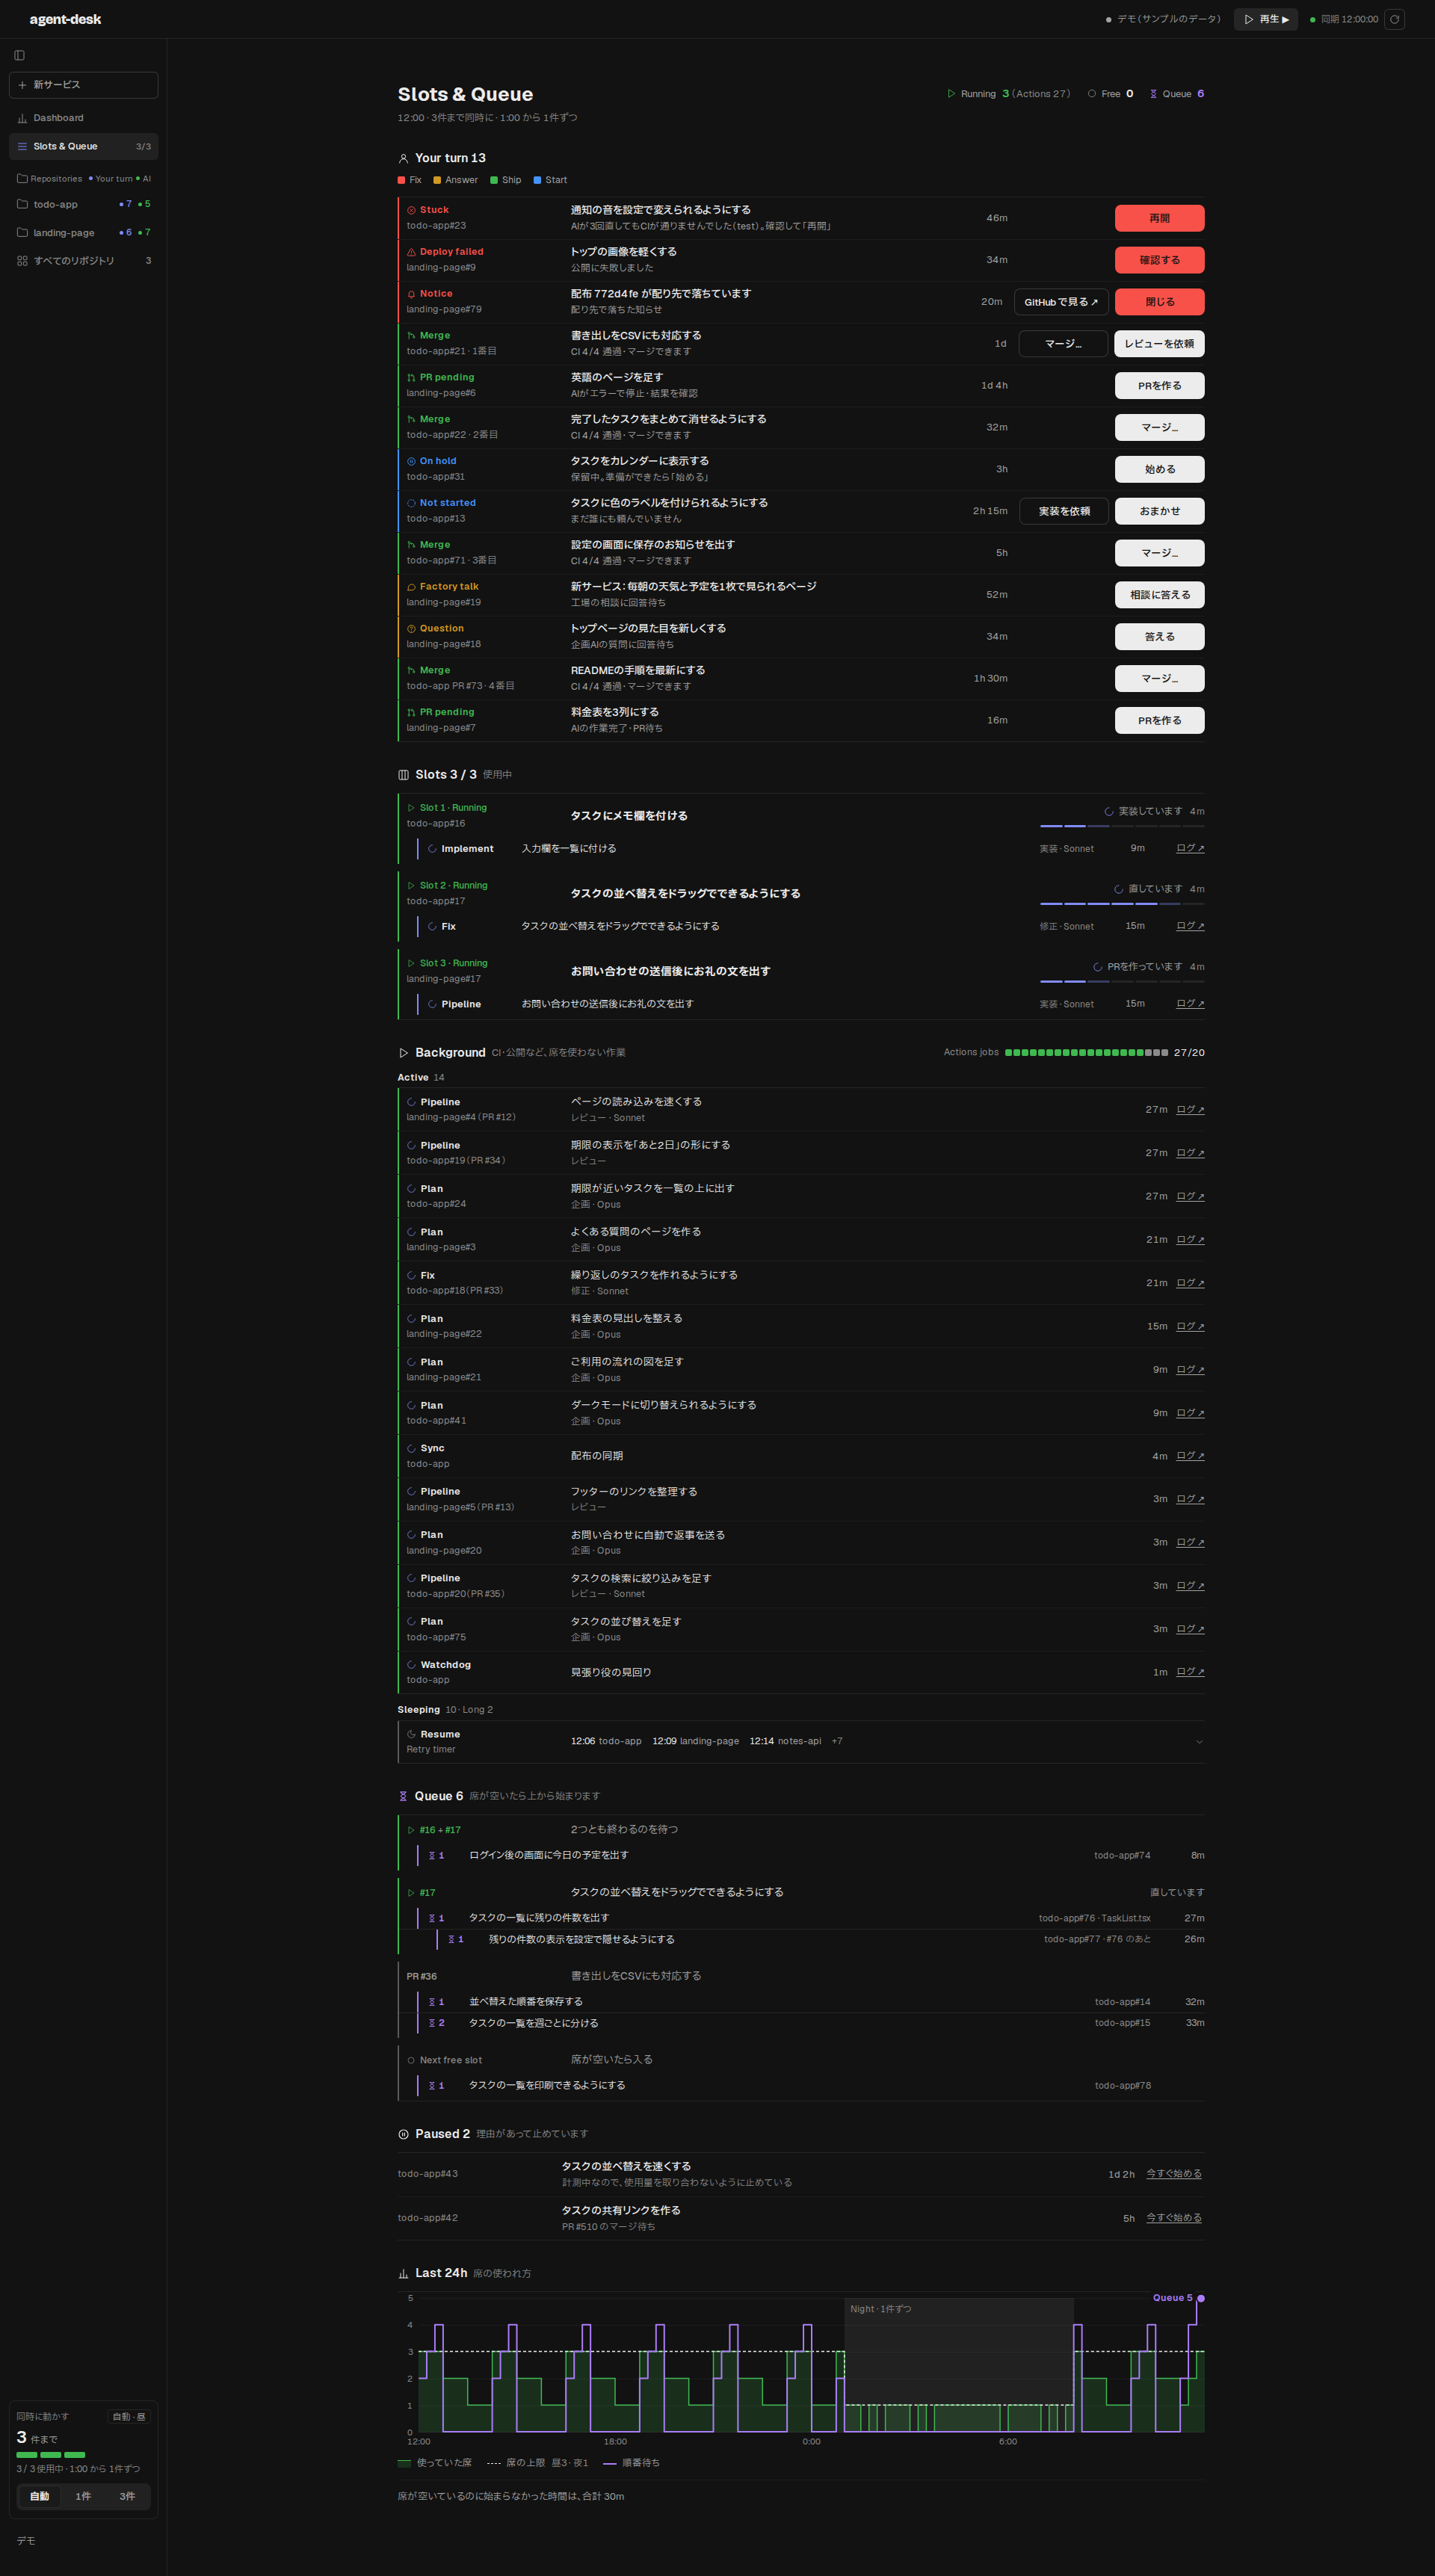 agent-desk
デモ（サンプルのデータ）
再生 ▶
同期 12:00:00
新サービス
Dashboard
Slots & Queue 3/3
Repositories Your turn AI
todo-app 7 5
landing-page 6 7
すべてのリポジトリ 3
Slots & Queue
Running 3（Actions 27） Free 0 Queue 6
12:00 · 3件まで同時に · 1:00 から 1件ずつ
Your turn 13
Fix Answer Ship Start
Stuck
todo-app#23
通知の音を設定で変えられるようにする
AIが3回直してもCIが通りませんでした（test）。確認して「再開」
46m
再開
Deploy failed
landing-page#9
トップの画像を軽くする
公開に失敗しました
34m
確認する
Notice
landing-page#79
配布 772d4fe が配り先で落ちています
配り先で落ちた知らせ
20m
GitHubで見る ↗
閉じる
Merge
todo-app#21 · 1番目
書き出しをCSVにも対応する
CI 4/4 通過・マージできます
1d
マージ…
レビューを依頼
PR pending
landing-page#6
英語のページを足す
AIがエラーで停止・結果を確認
1d 4h
PRを作る
Merge
todo-app#22 · 2番目
完了したタスクをまとめて消せるようにする
CI 4/4 通過・マージできます
32m
マージ…
On hold
todo-app#31
タスクをカレンダーに表示する
保留中。準備ができたら「始める」
3h
始める
Not started
todo-app#13
タスクに色のラベルを付けられるようにする
まだ誰にも頼んでいません
2h 15m
実装を依頼
おまかせ
Merge
todo-app#71 · 3番目
設定の画面に保存のお知らせを出す
CI 4/4 通過・マージできます
5h
マージ…
Factory talk
landing-page#19
新サービス：毎朝の天気と予定を1枚で見られるページ
工場の相談に回答待ち
52m
相談に答える
Question
landing-page#18
トップページの見た目を新しくする
企画AIの質問に回答待ち
34m
答える
Merge
todo-app PR #73 · 4番目
READMEの手順を最新にする
CI 4/4 通過・マージできます
1h 30m
マージ…
PR pending
landing-page#7
料金表を3列にする
AIの作業完了・PR待ち
16m
PRを作る
Slots 3 / 3 使用中
Slot 1 · Running
todo-app#16
タスクにメモ欄を付ける
実装しています 4m
Implement 入力欄を一覧に付ける 実装 · Sonnet 9m ログ ↗
Slot 2 · Running
todo-app#17
タスクの並べ替えをドラッグでできるようにする
直しています 4m
Fix タスクの並べ替えをドラッグでできるようにする 修正 · Sonnet 15m ログ ↗
Slot 3 · Running
landing-page#17
お問い合わせの送信後にお礼の文を出す
PRを作っています 4m
Pipeline お問い合わせの送信後にお礼の文を出す 実装 · Sonnet 15m ログ ↗
Background CI・公開など、席を使わない作業
Actions jobs 27/20
Active 14
Pipeline
landing-page#4（PR #12）
ページの読み込みを速くする
レビュー · Sonnet
27m ログ ↗
Pipeline
todo-app#19（PR #34）
期限の表示を「あと2日」の形にする
レビュー
27m ログ ↗
Plan
todo-app#24
期限が近いタスクを一覧の上に出す
企画 · Opus
27m ログ ↗
Plan
landing-page#3
よくある質問のページを作る
企画 · Opus
21m ログ ↗
Fix
todo-app#18（PR #33）
繰り返しのタスクを作れるようにする
修正 · Sonnet
21m ログ ↗
Plan
landing-page#22
料金表の見出しを整える
企画 · Opus
15m ログ ↗
Plan
landing-page#21
ご利用の流れの図を足す
企画 · Opus
9m ログ ↗
Plan
todo-app#41
ダークモードに切り替えられるようにする
企画 · Opus
9m ログ ↗
Sync
todo-app
配布の同期
4m ログ ↗
Pipeline
landing-page#5（PR #13）
フッターのリンクを整理する
レビュー
3m ログ ↗
Plan
landing-page#20
お問い合わせに自動で返事を送る
企画 · Opus
3m ログ ↗
Pipeline
todo-app#20（PR #35）
タスクの検索に絞り込みを足す
レビュー · Sonnet
3m ログ ↗
Plan
todo-app#75
タスクの並び替えを足す
企画 · Opus
3m ログ ↗
Watchdog
todo-app
見張り役の見回り
1m ログ ↗
Sleeping 10 · Long 2
Resume
Retry timer
12:06 todo-app 12:09 landing-page 12:14 notes-api +7
Queue 6 席が空いたら上から始まります
#16 + #17 2つとも終わるのを待つ
1 ログイン後の画面に今日の予定を出す todo-app#74 8m
#17 タスクの並べ替えをドラッグでできるようにする 直しています
1 タスクの一覧に残りの件数を出す todo-app#76 · TaskList.tsx 27m
1 残りの件数の表示を設定で隠せるようにする todo-app#77 · #76 のあと 26m
PR #36 書き出しをCSVにも対応する
1 並べ替えた順番を保存する todo-app#14 32m
2 タスクの一覧を週ごとに分ける todo-app#15 33m
Next free slot 席が空いたら入る
1 タスクの一覧を印刷できるようにする todo-app#78
Paused 2 理由があって止めています
todo-app#43
タスクの並べ替えを速くする
計測中なので、使用量を取り合わないように止めている
1d 2h 今すぐ始める
todo-app#42
タスクの共有リンクを作る
PR #510 のマージ待ち
5h 今すぐ始める
Last 24h 席の使われ方
Queue 5
Night · 1件ずつ
5
4
3
2
1
0
12:00 18:00 0:00 6:00
使っていた席 席の上限 昼3・夜1 順番待ち
席が空いているのに始まらなかった時間は、合計 30m
同時に動かす 自動 · 昼
3 件まで
3 / 3 使用中 · 1:00 から 1件ずつ
自動 1件 3件
デモ